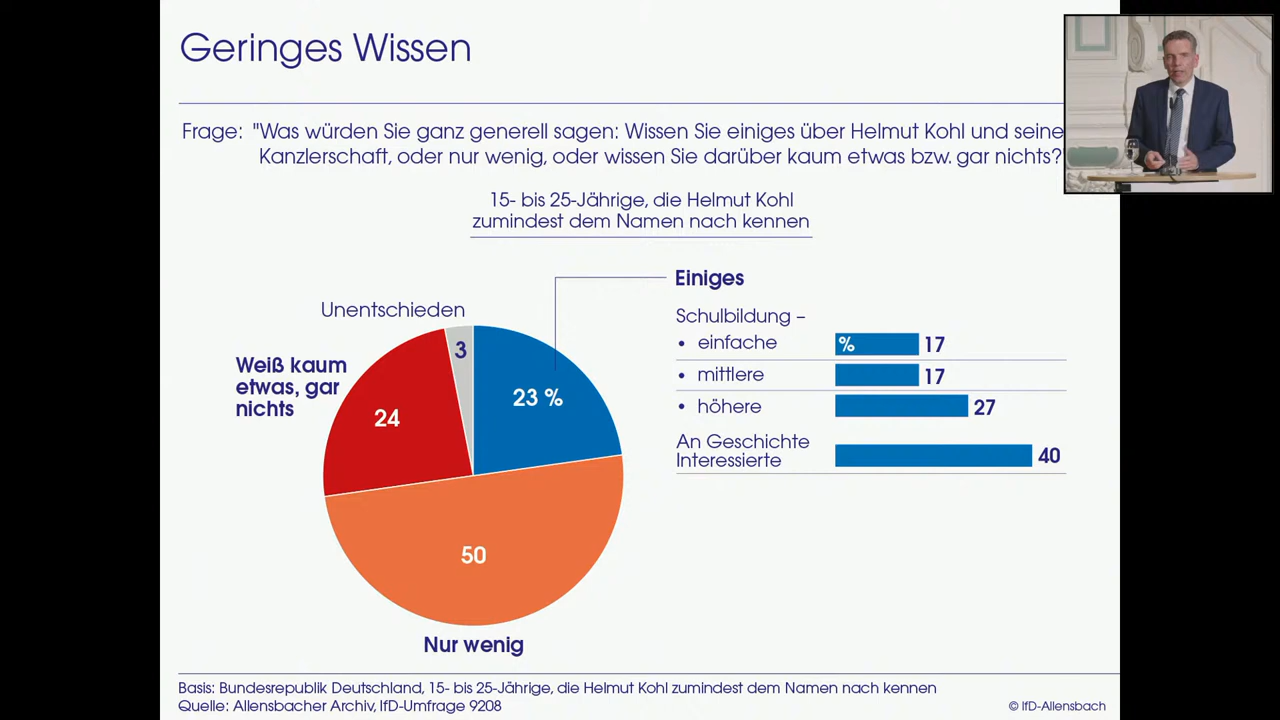 Geringes Wissen
Frage: "Was würden Sie ganz generell sagen: Wissen Sie einiges über Helmut Kohl und seine
Kanzlerschaft, oder nur wenig, oder wissen Sie darüber kaum etwas bzw. gar nichts?"
15- bis 25-Jährige, die Helmut Kohl
zumindest dem Namen nach kennen
Einiges
Unentschieden
Schulbildung –
• einfache % 17
3
Weiß kaum
etwas, gar
nichts
• mittlere 17
23 %
• höhere 27
24
An Geschichte
Interessierte 40
50
Nur wenig
Basis: Bundesrepublik Deutschland, 15- bis 25-Jährige, die Helmut Kohl zumindest dem Namen nach kennen
Quelle: Allensbacher Archiv, IfD-Umfrage 9208
© IfD-Allensbach